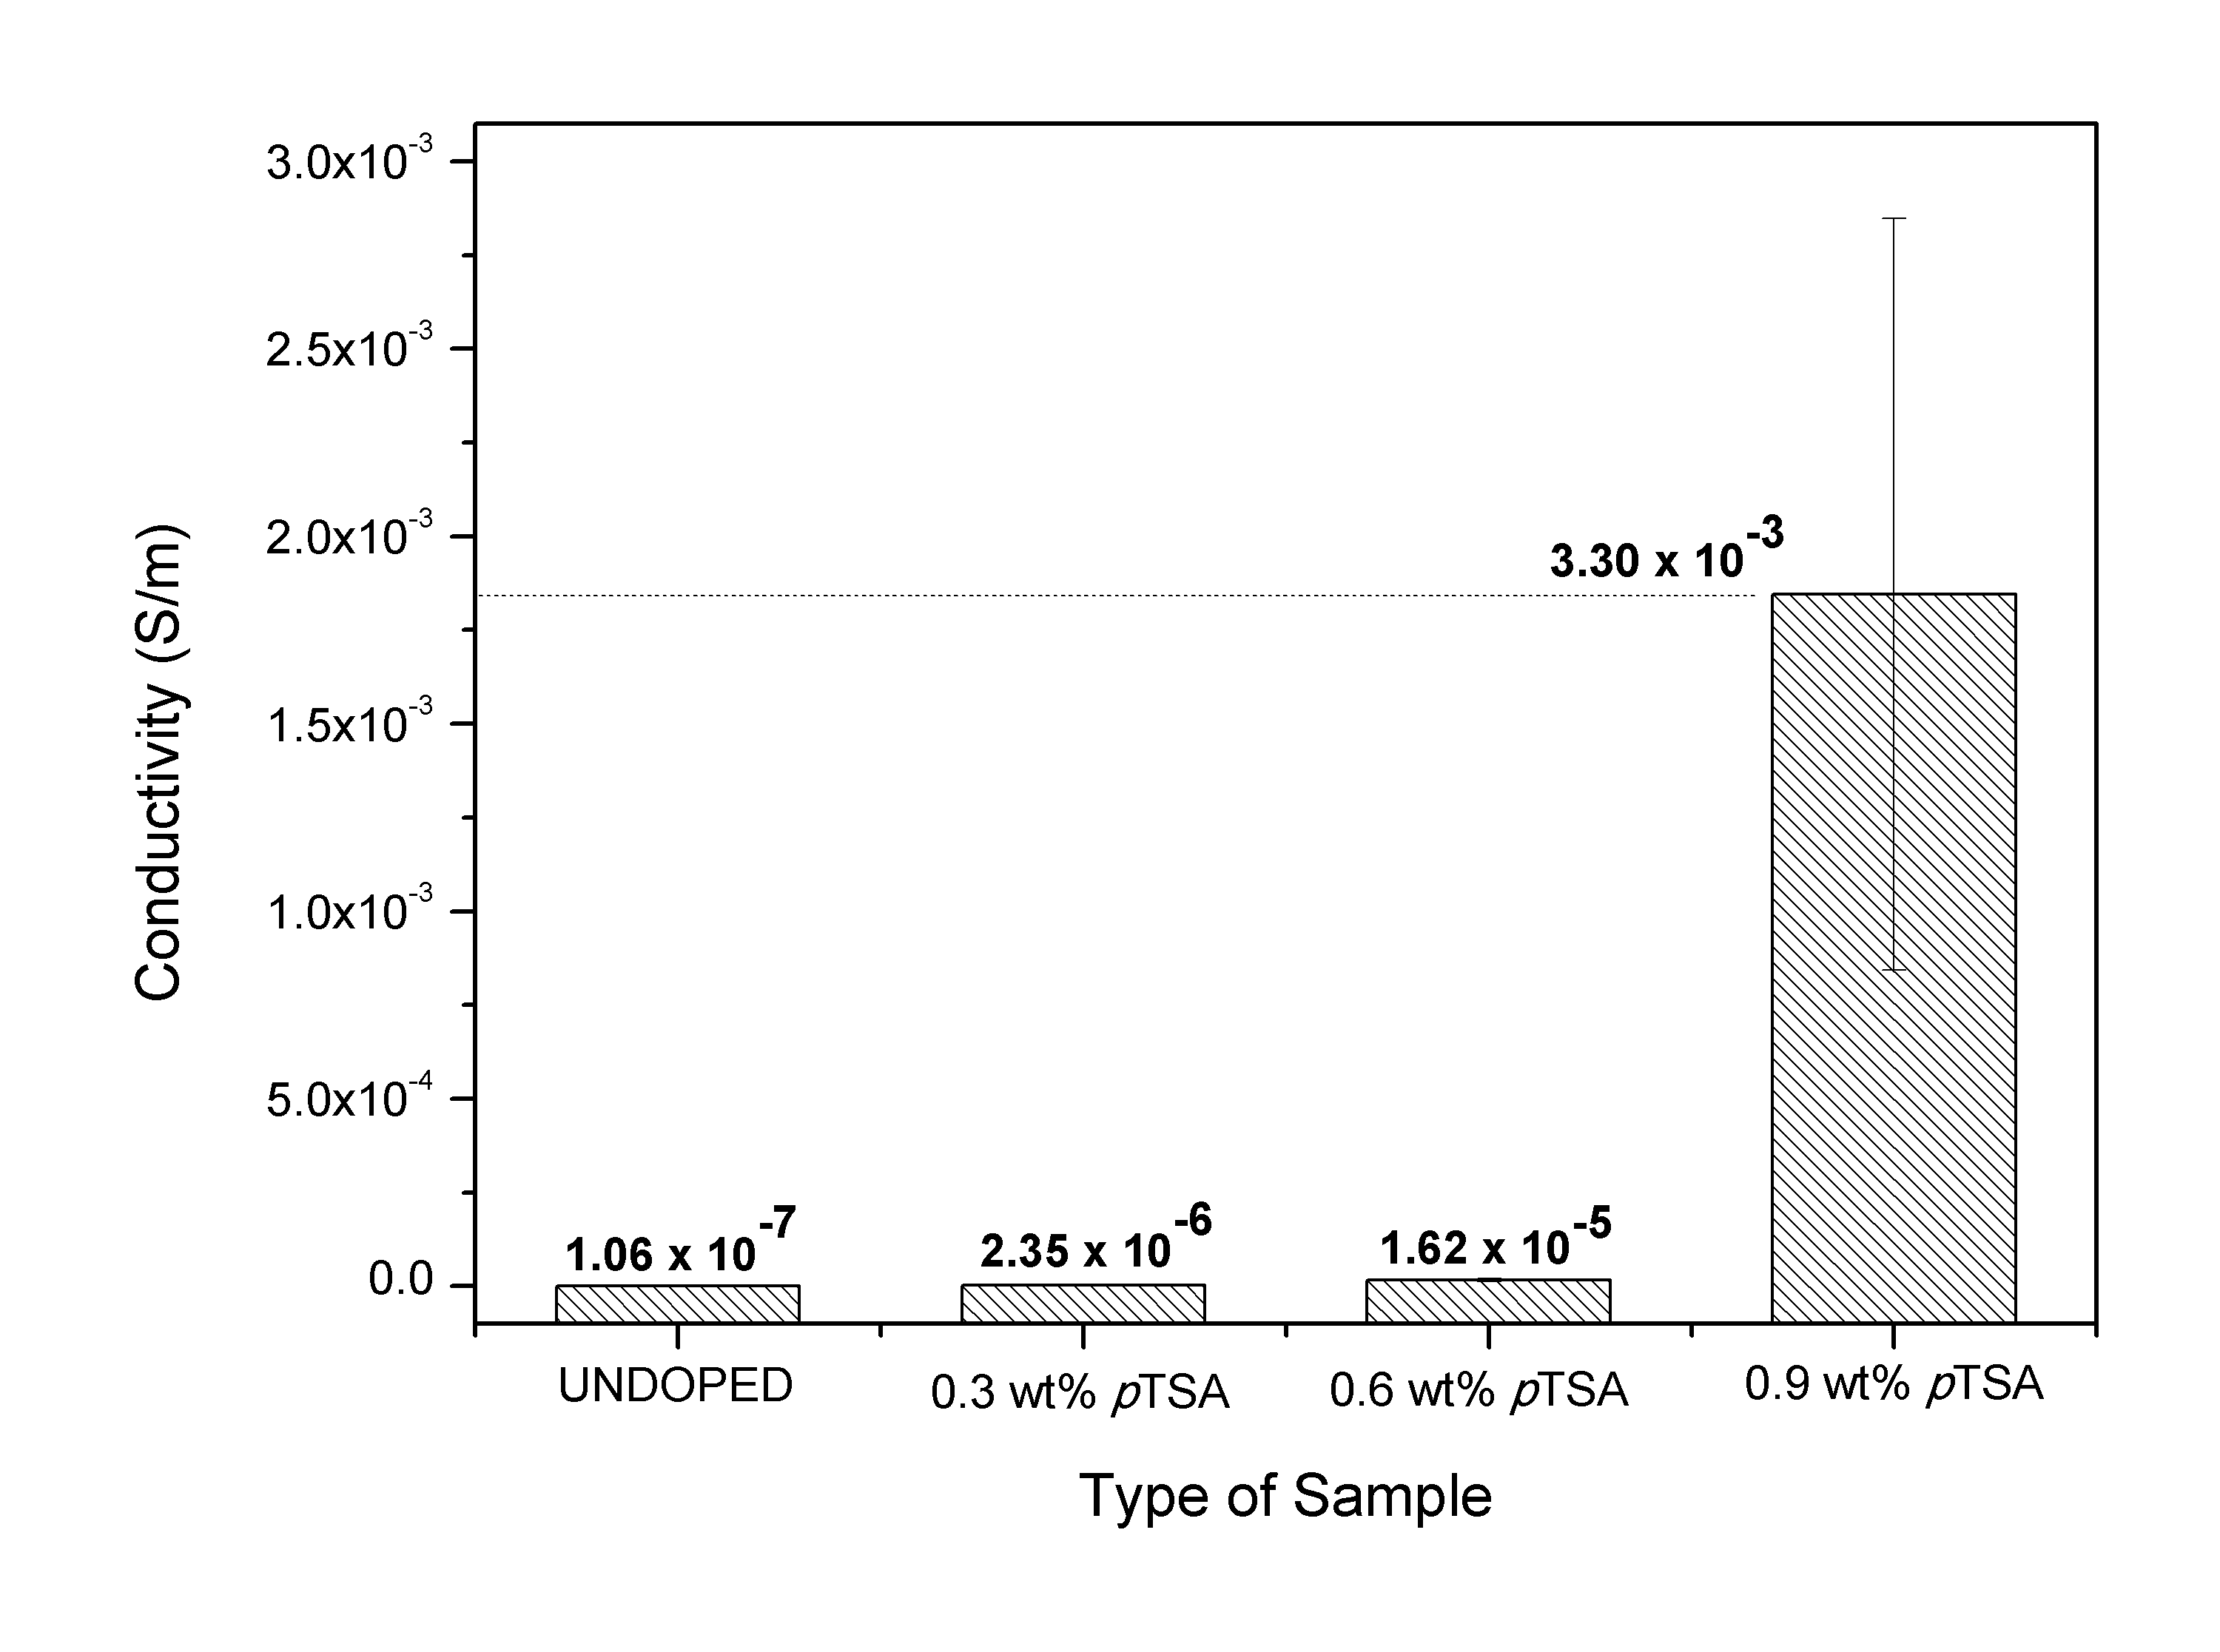 3.0x10⁻³
2.5x10⁻³
2.0x10⁻³
1.5x10⁻³
1.0x10⁻³
5.0x10⁻⁴
0.0
Conductivity (S/m)
3.30 x 10⁻³
1.06 x 10⁻⁷
2.35 x 10⁻⁶
1.62 x 10⁻⁵
UNDOPED
0.3 wt% pTSA
0.6 wt% pTSA
0.9 wt% pTSA
Type of Sample